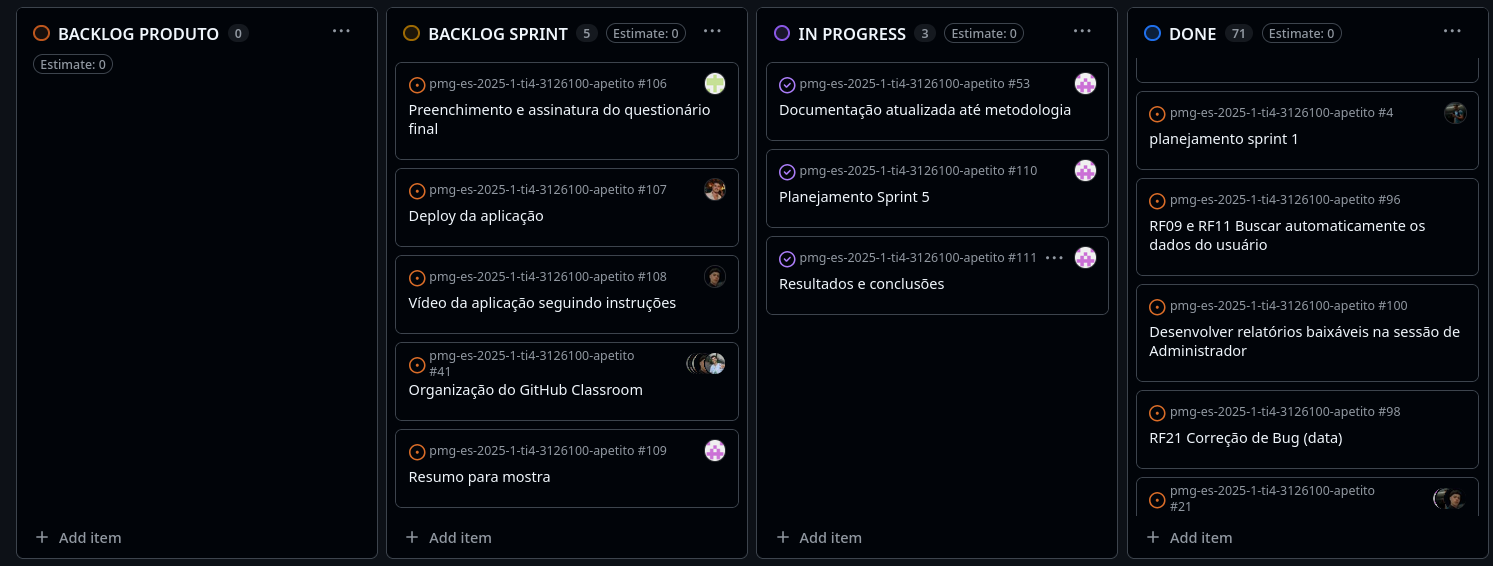 BACKLOG PRODUTO 0
Estimate: 0
Add item
BACKLOG SPRINT 5 Estimate: 0
pmg-es-2025-1-ti4-3126100-apetito #106
Preenchimento e assinatura do questionário
final
pmg-es-2025-1-ti4-3126100-apetito #107
Deploy da aplicação
pmg-es-2025-1-ti4-3126100-apetito #108
Vídeo da aplicação seguindo instruções
pmg-es-2025-1-ti4-3126100-apetito
#41
Organização do GitHub Classroom
pmg-es-2025-1-ti4-3126100-apetito #109
Resumo para mostra
Add item
IN PROGRESS 3 Estimate: 0
pmg-es-2025-1-ti4-3126100-apetito #53
Documentação atualizada até metodologia
pmg-es-2025-1-ti4-3126100-apetito #110
Planejamento Sprint 5
pmg-es-2025-1-ti4-3126100-apetito #111
Resultados e conclusões
Add item
DONE 71 Estimate: 0
pmg-es-2025-1-ti4-3126100-apetito #4
planejamento sprint 1
pmg-es-2025-1-ti4-3126100-apetito #96
RF09 e RF11 Buscar automaticamente os
dados do usuário
pmg-es-2025-1-ti4-3126100-apetito #100
Desenvolver relatórios baixáveis na sessão de
Administrador
pmg-es-2025-1-ti4-3126100-apetito #98
RF21 Correção de Bug (data)
pmg-es-2025-1-ti4-3126100-apetito
#21
Add item